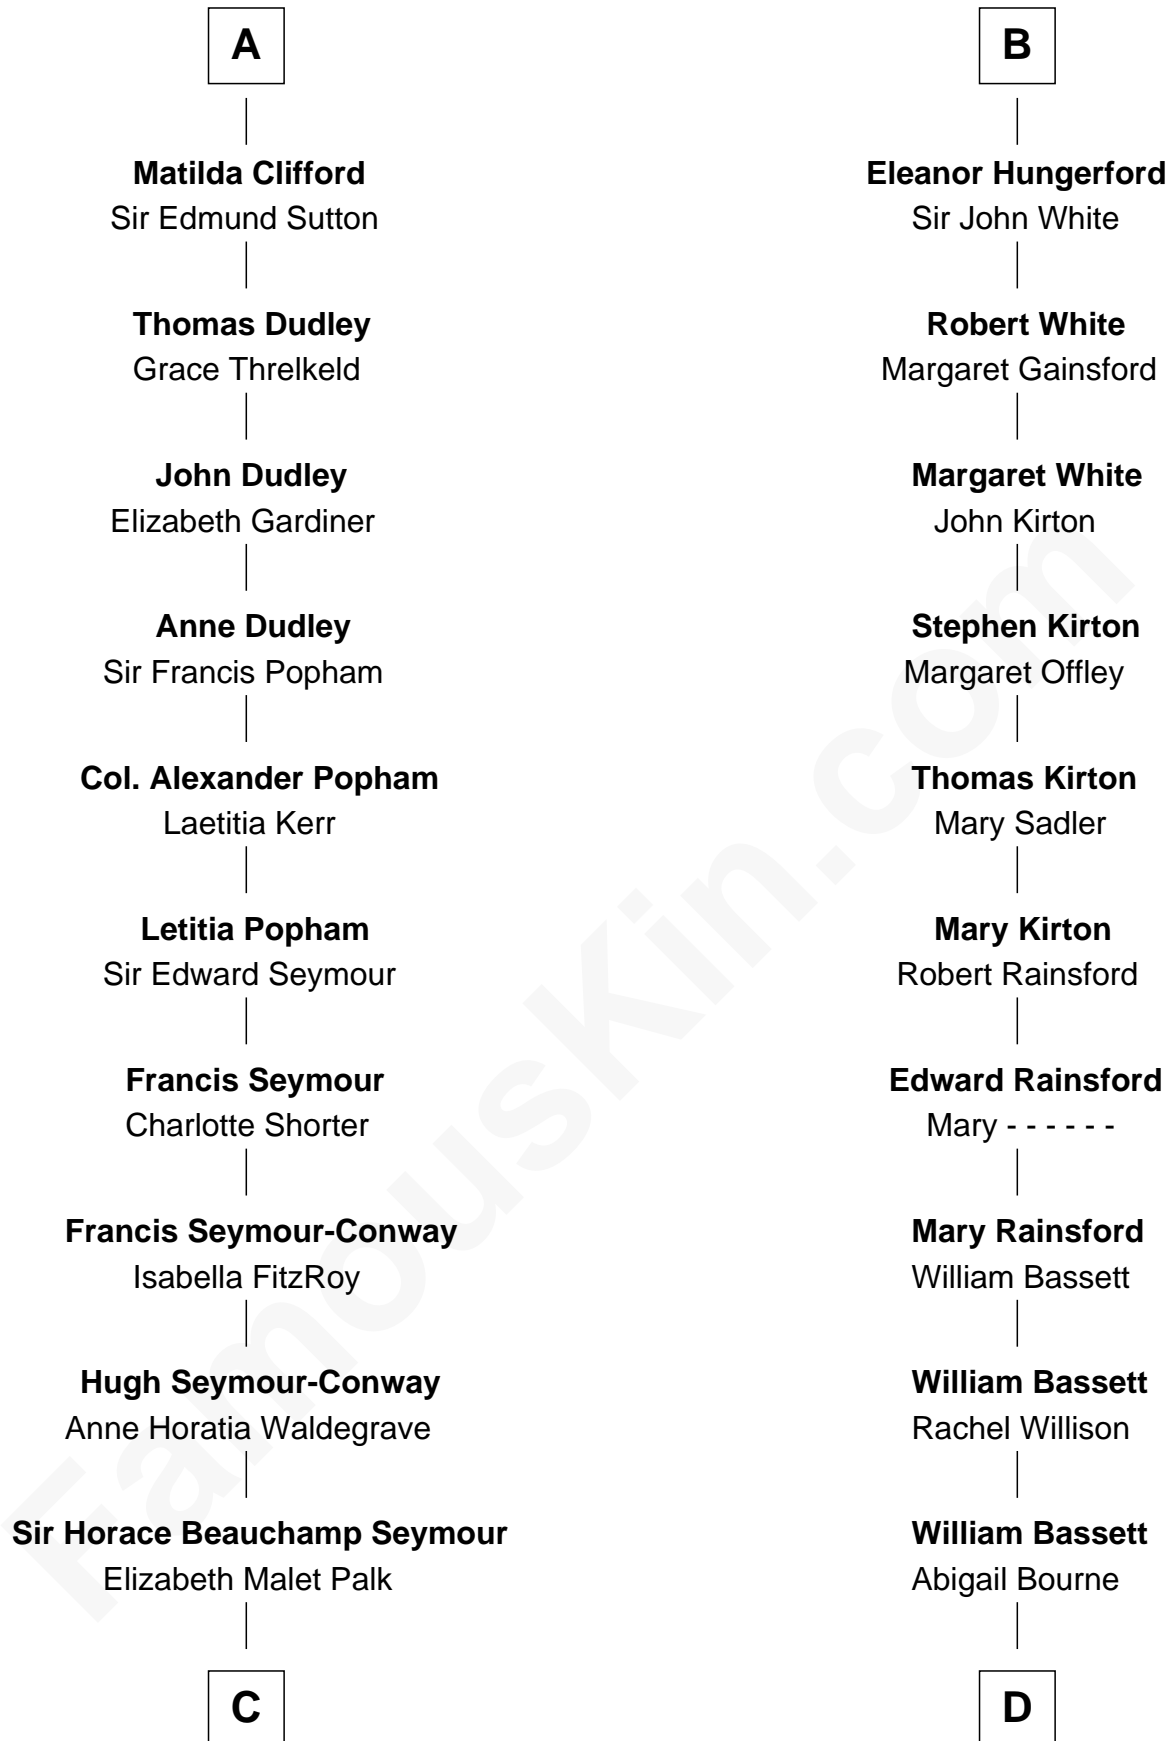 A
Matilda Clifford
Sir Edmund Sutton
Thomas Dudley
Grace Threlkeld
John Dudley
Elizabeth Gardiner
Anne Dudley
Sir Francis Popham
Col. Alexander Popham
Laetitia Kerr
Letitia Popham
Sir Edward Seymour
Francis Seymour
Charlotte Shorter
Francis Seymour-Conway
Isabella FitzRoy
Hugh Seymour-Conway
Anne Horatia Waldegrave
Sir Horace Beauchamp Seymour
Elizabeth Malet Palk
C
B
Eleanor Hungerford
Sir John White
Robert White
Margaret Gainsford
Margaret White
John Kirton
Stephen Kirton
Margaret Offley
Thomas Kirton
Mary Sadler
Mary Kirton
Robert Rainsford
Edward Rainsford
Mary - - - - - -
Mary Rainsford
William Bassett
William Bassett
Rachel Willison
William Bassett
Abigail Bourne
D
FamousKin.com